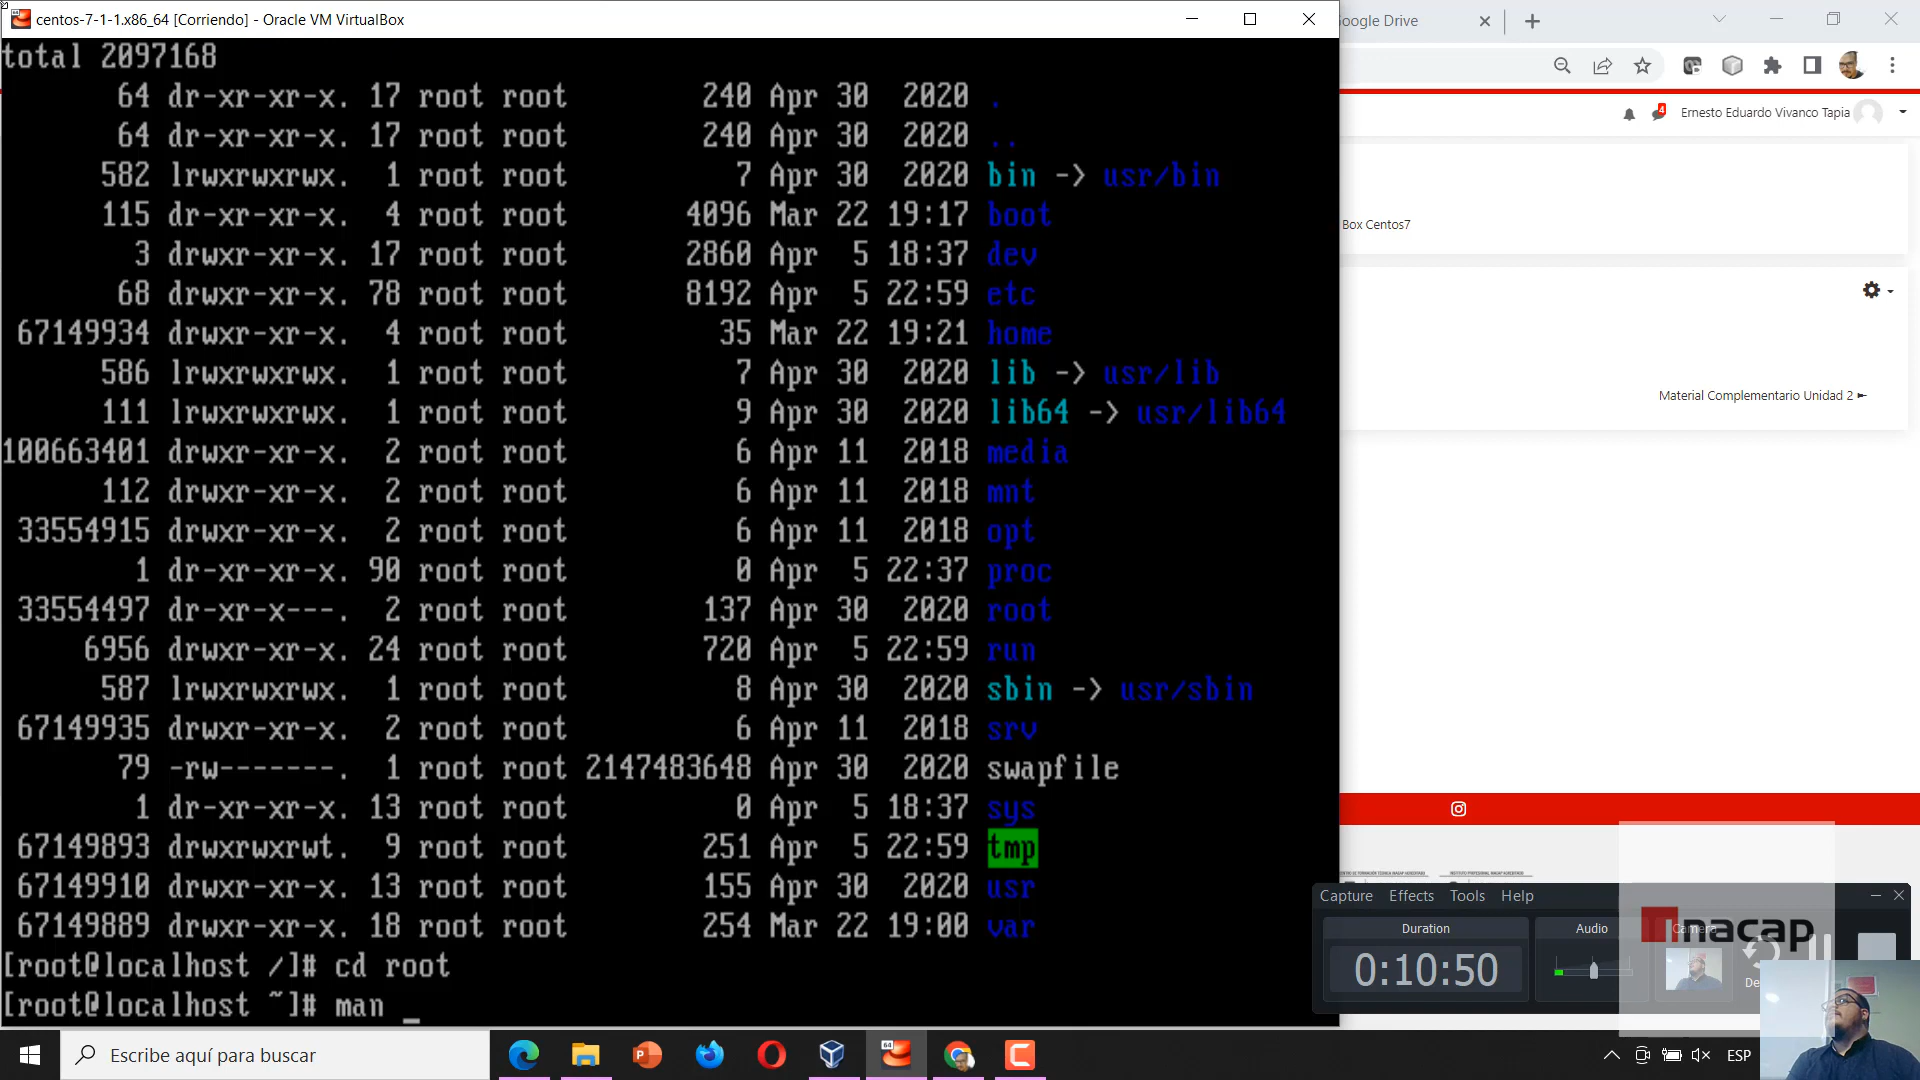 centos-7-1-1.x86_64 [Corriendo] - Oracle VM VirtualBox
oogle Drive
total 2097168
64 dr-xr-xr-x. 17 root root 240 Apr 30 2020 .
64 dr-xr-xr-x. 17 root root 240 Apr 30 2020 ..
582 lrwxrwxrwx. 1 root root 7 Apr 30 2020 bin -> usr/bin
115 dr-xr-xr-x. 4 root root 4096 Mar 22 19:17 boot
3 drwxr-xr-x. 17 root root 2860 Apr 5 18:37 dev
68 drwxr-xr-x. 78 root root 8192 Apr 5 22:59 etc
67149934 drwxr-xr-x. 4 root root 35 Mar 22 19:21 home
586 lrwxrwxrwx. 1 root root 7 Apr 30 2020 lib -> usr/lib
111 lrwxrwxrwx. 1 root root 9 Apr 30 2020 lib64 -> usr/lib64
100663401 drwxr-xr-x. 2 root root 6 Apr 11 2018 media
112 drwxr-xr-x. 2 root root 6 Apr 11 2018 mnt
33554915 drwxr-xr-x. 2 root root 6 Apr 11 2018 opt
1 dr-xr-xr-x. 90 root root 0 Apr 5 22:37 proc
33554497 dr-xr-x---. 2 root root 137 Apr 30 2020 root
6956 drwxr-xr-x. 24 root root 720 Apr 5 22:59 run
587 lrwxrwxrwx. 1 root root 8 Apr 30 2020 sbin -> usr/sbin
67149935 drwxr-xr-x. 2 root root 6 Apr 11 2018 srv
79 -rw-------. 1 root root 2147483648 Apr 30 2020 swapfile
1 dr-xr-xr-x. 13 root root 0 Apr 5 18:37 sys
67149893 drwxrwxrwt. 9 root root 251 Apr 5 22:59 tmp
67149910 drwxr-xr-x. 13 root root 155 Apr 30 2020 usr
67149889 drwxr-xr-x. 18 root root 254 Mar 22 19:00 var
[root@localhost /]# cd root
[root@localhost ~]# man _
4
Ernesto Eduardo Vivanco Tapia
Box Centos7
Material Complementario Unidad 2 ►
Capture Effects Tools Help
Duration
Audio
Camera
0:10:50
De
inacap
64
Escribe aquí para buscar
ESP